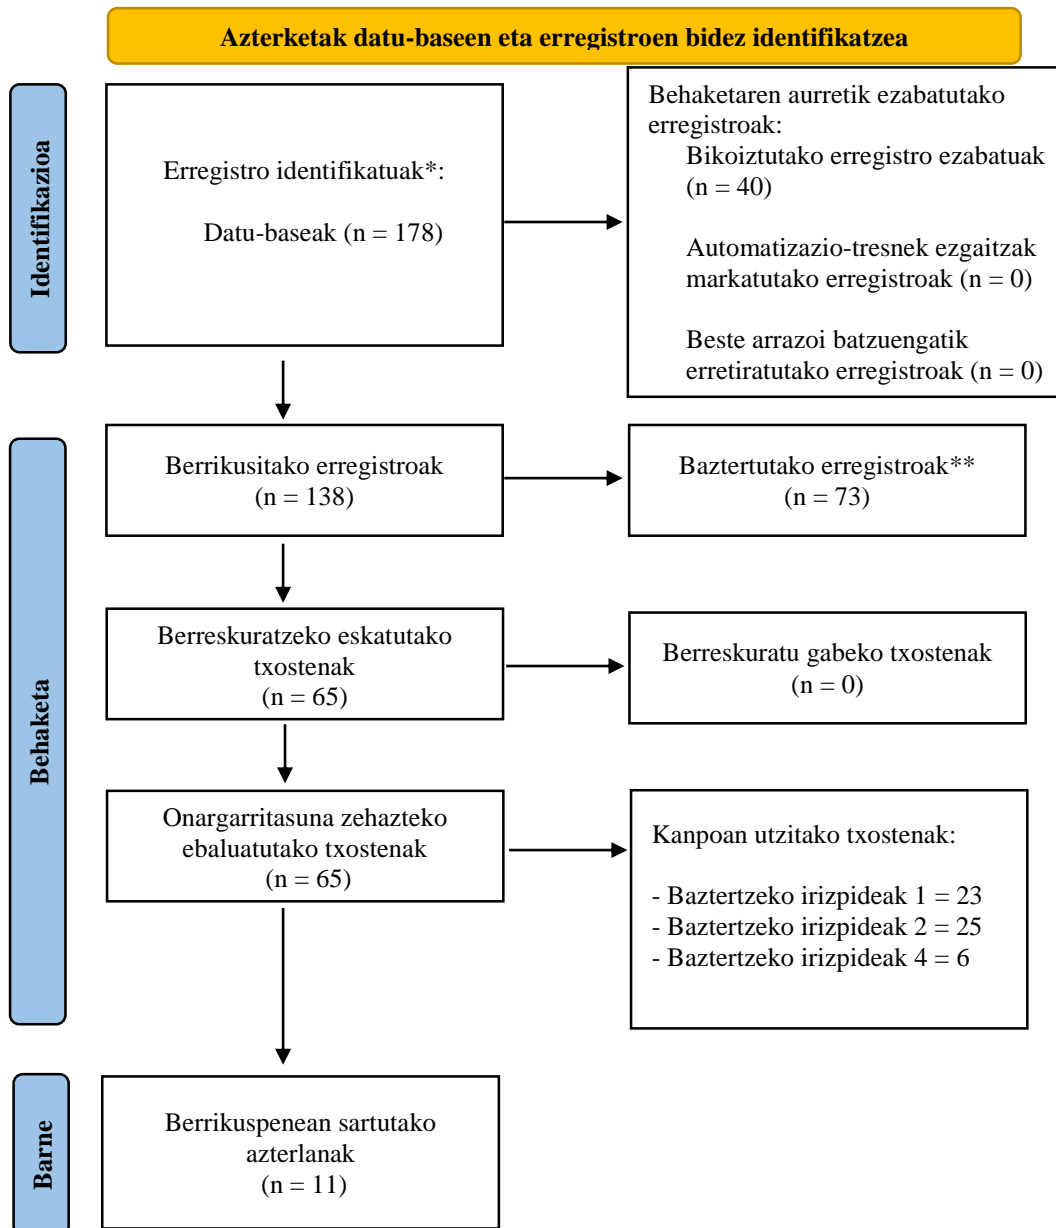 Azterketak datu-baseen eta erregistroen bidez identifikatzea
Identifikazioa
Erregistro identifikatuak*:
Datu-baseak (n = 178)
Behaketaren aurretik ezabatutako
erregistroak:
Bikoiztutako erregistro ezabatuak
(n = 40)
Automatizazio-tresnek ezgaitzak
markatutako erregistroak (n = 0)
Beste arrazoi batzuengatik
erretiratutako erregistroak (n = 0)
Behaketa
Berrikusitako erregistroak
(n = 138)
Baztertutako erregistroak**
(n = 73)
Berreskuratzeko eskatutako
txostenak
(n = 65)
Berreskuratu gabeko txostenak
(n = 0)
Onargarritasuna zehazteko
ebaluatutako txostenak
(n = 65)
Kanpoan utzitako txostenak:
- Baztertzeko irizpideak 1 = 23
- Baztertzeko irizpideak 2 = 25
- Baztertzeko irizpideak 4 = 6
Barne
Berrikuspenean sartutako
azterlanak
(n = 11)